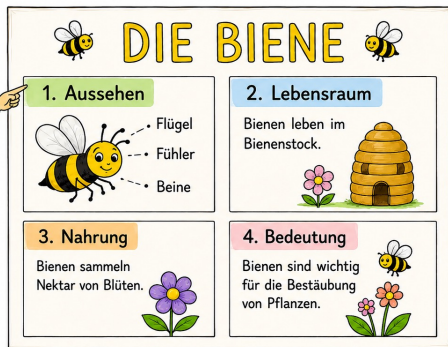 DIE BIENE
1. Aussehen
Flügel
Fühler
Beine
2. Lebensraum
Bienen leben im
Bienenstock.
3. Nahrung
Bienen sammeln
Nektar von Blüten.
4. Bedeutung
Bienen sind wichtig
für die Bestäubung
von Pflanzen.